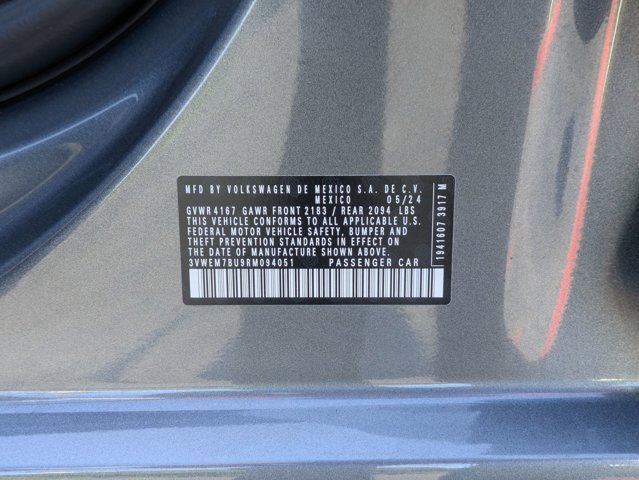 MFD BY VOLKSWAGEN DE MEXICO S.A. DE C.V.
MEXICO 05/24
GVWR 4167 GAWR FRONT 2183 / REAR 2094 LBS
THIS VEHICLE CONFORMS TO ALL APPLICABLE U.S.
FEDERAL MOTOR VEHICLE SAFETY, BUMPER AND
THEFT PREVENTION STANDARDS IN EFFECT ON
THE DATE OF MANUFACTURE SHOWN ABOVE.
3VWEM7BU9RM094051 PASSENGER CAR
1941607 3917 M